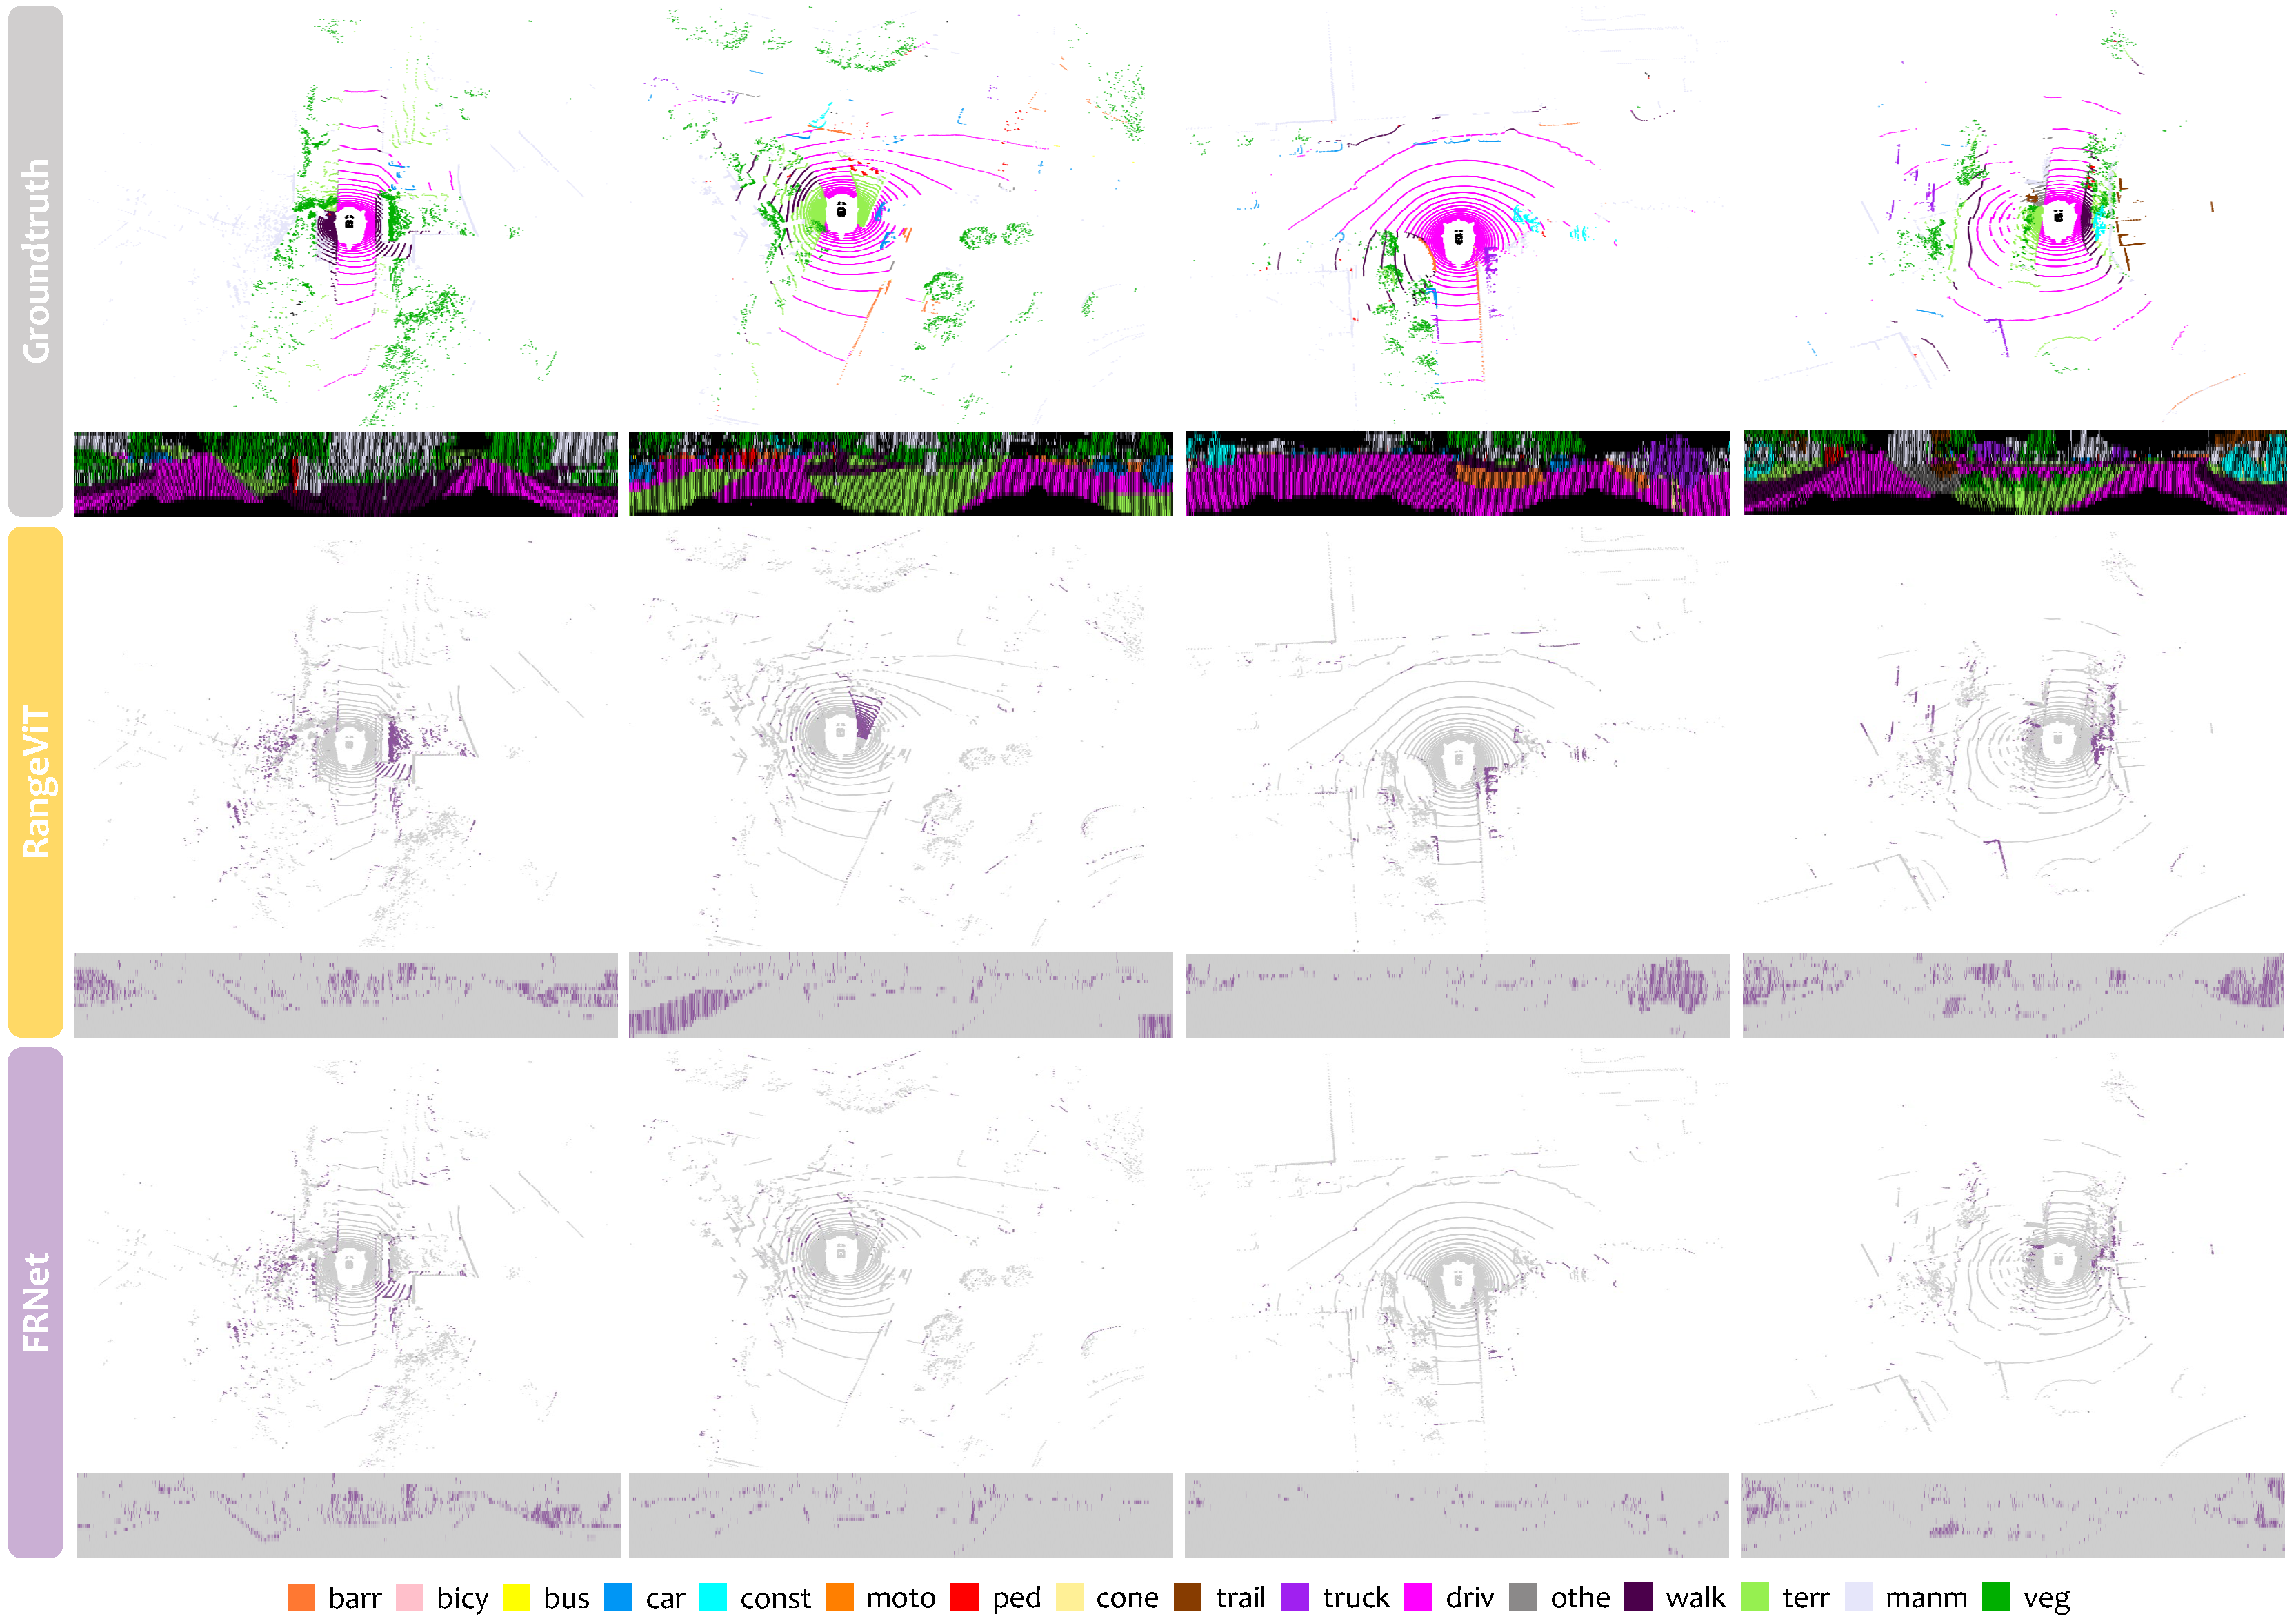 Groundtruth
RangeViT
FRNet
barr bicy bus car const moto ped cone trail truck driv othe walk terr manm veg